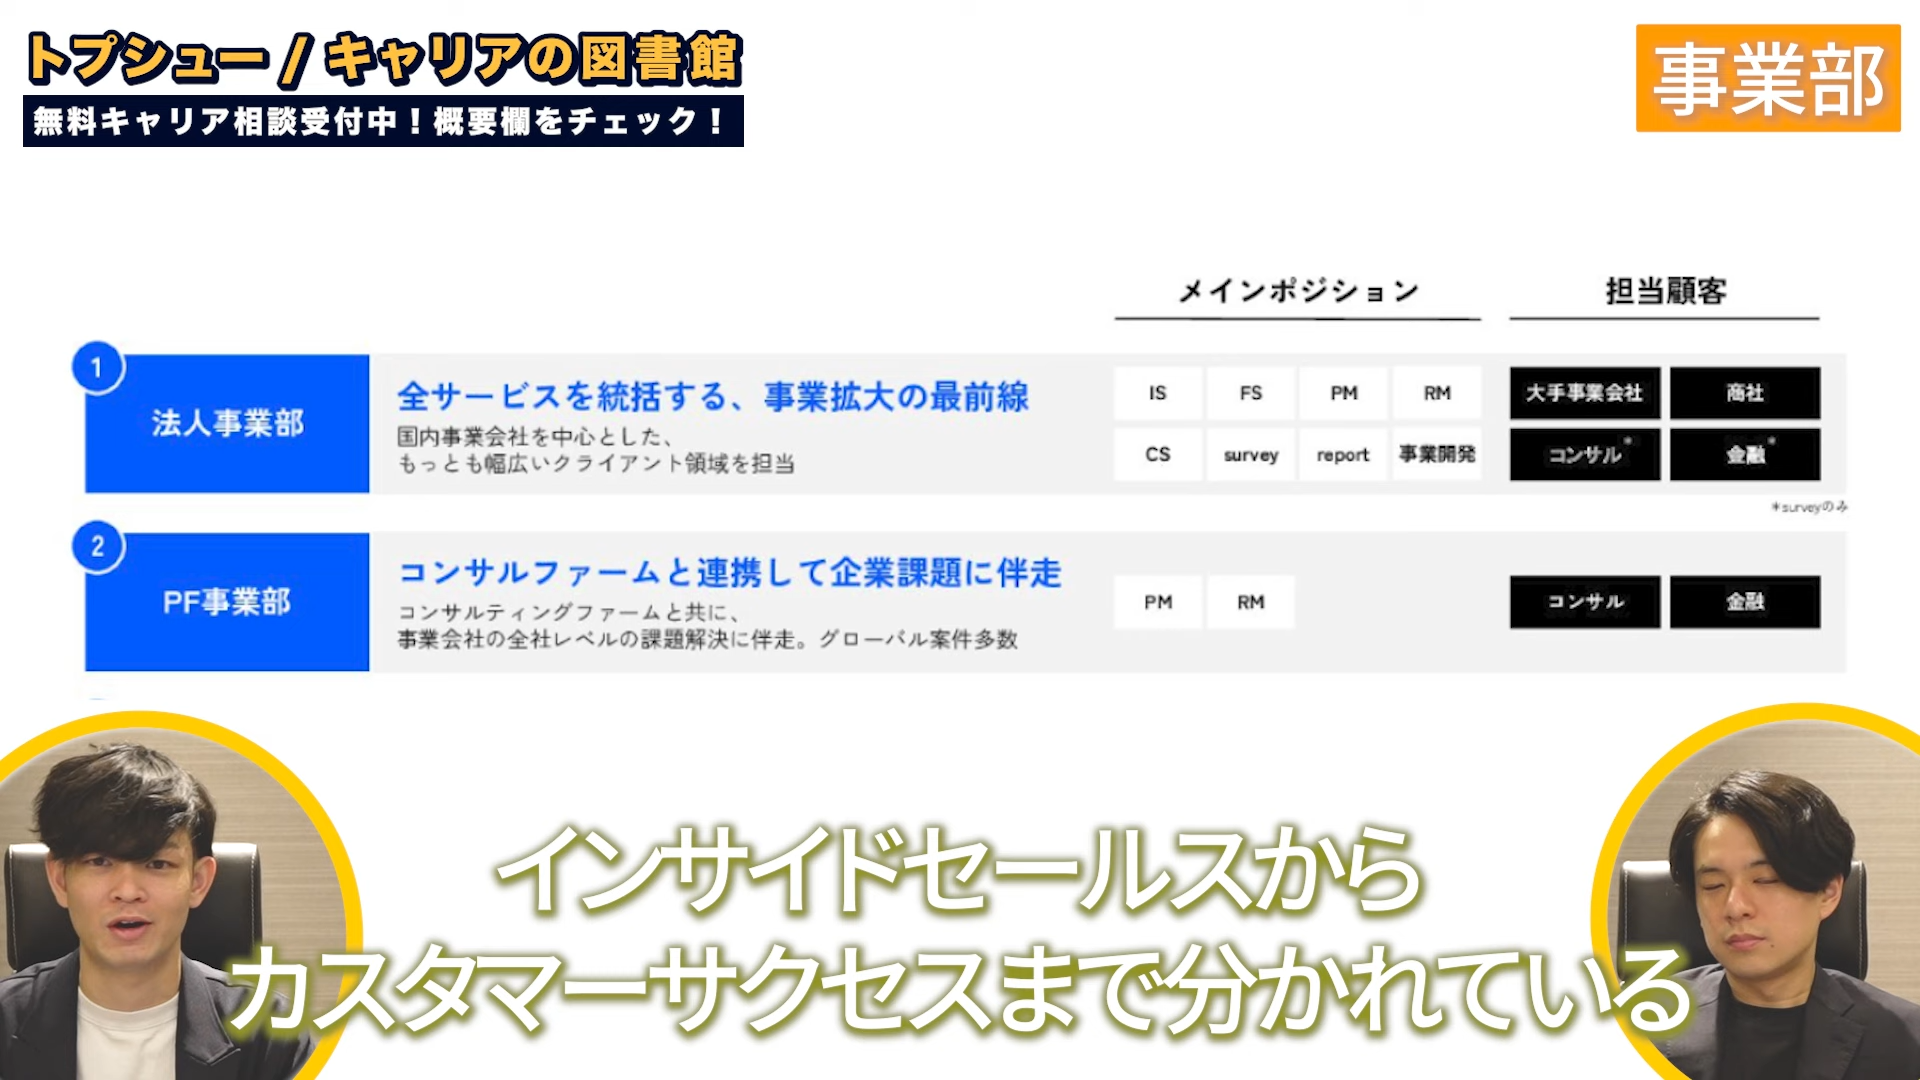 トプシュー / キャリアの図書館
無料キャリア相談受付中！概要欄をチェック！
事業部
メインポジション
担当顧客
1
法人事業部
全サービスを統括する、事業拡大の最前線
国内事業会社を中心とした、
もっとも幅広いクライアント領域を担当
IS FS PM RM
CS survey report 事業開発
大手事業会社 商社
コンサル* 金融*
*surveyのみ
2
PF事業部
コンサルファームと連携して企業課題に伴走
コンサルティングファームと共に、
事業会社の全社レベルの課題解決に伴走。グローバル案件多数
PM RM
コンサル 金融
インサイドセールスから
カスタマーサクセスまで分かれている